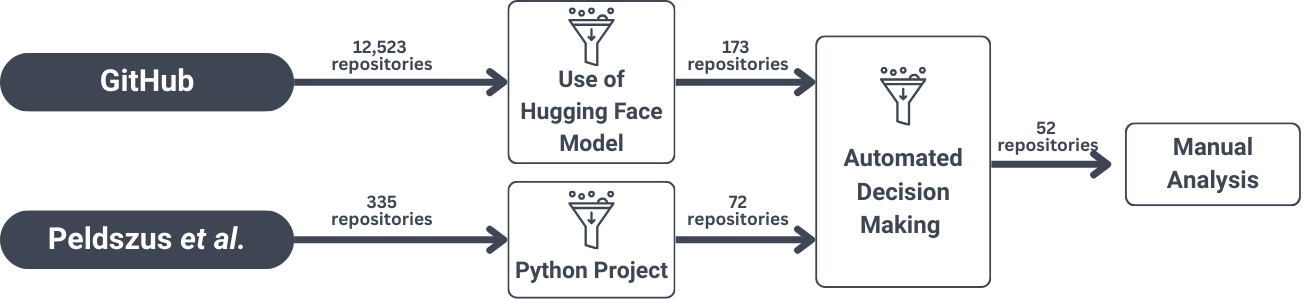 GitHub
12,523
repositories
Use of
Hugging Face
Model
173
repositories
Peldszus et al.
335
repositories
Python Project
72
repositories
Automated
Decision
Making
52
repositories
Manual
Analysis